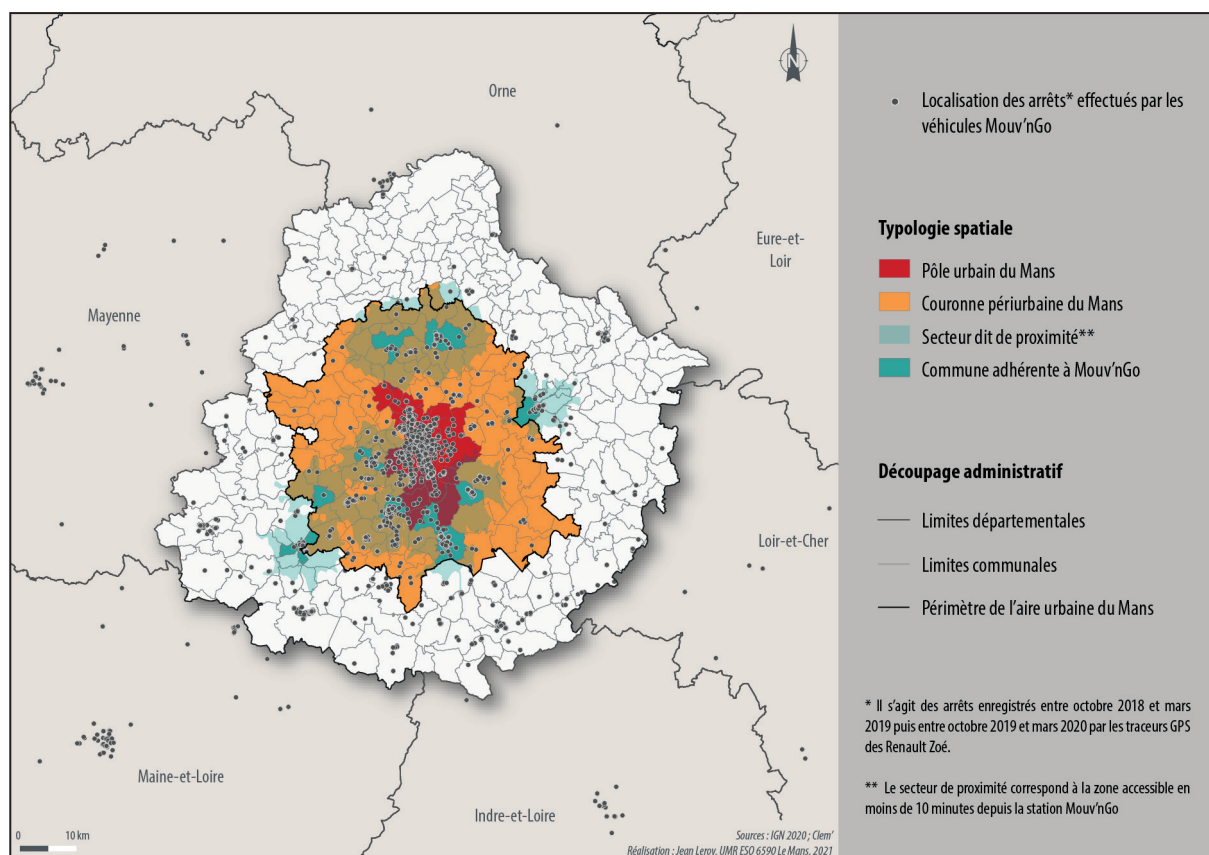 Orne
N
Eure-et-
Loir
Mayenne
Loir-et-Cher
Maine-et-Loire
Indre-et-Loire
0 10 km
Sources : IGN 2020 ; Clem'
Réalisation : Jean Leroy, UMR ESO 6590 Le Mans, 2021
Localisation des arrêts* effectués par les
véhicules Mouv'nGo
Typologie spatiale
Pôle urbain du Mans
Couronne périurbaine du Mans
Secteur dit de proximité**
Commune adhérente à Mouv'nGo
Découpage administratif
Limites départementales
Limites communales
Périmètre de l'aire urbaine du Mans
* Il s'agit des arrêts enregistrés entre octobre 2018 et mars
2019 puis entre octobre 2019 et mars 2020 par les traceurs GPS
des Renault Zoé.
** Le secteur de proximité correspond à la zone accessible en
moins de 10 minutes depuis la station Mouv'nGo